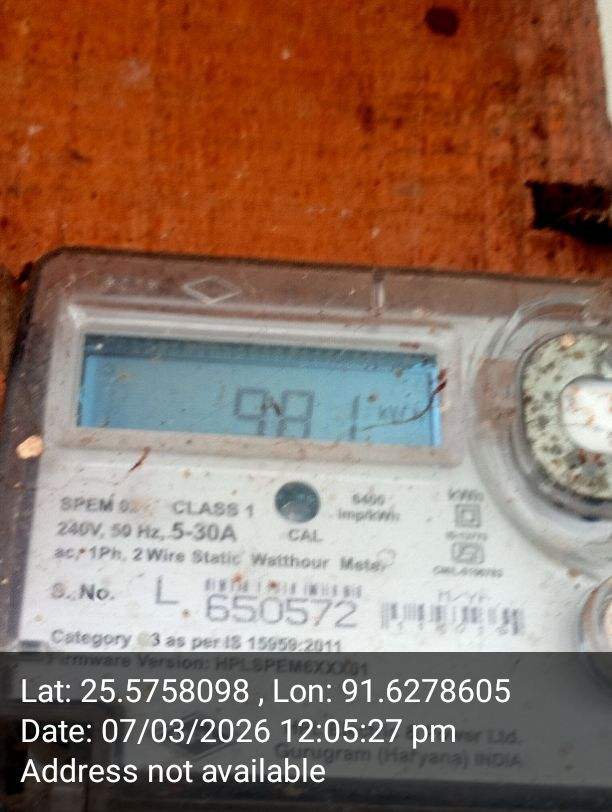 981 kWh
SPEM CLASS 1
6400
imp/kWh
240V, 50 Hz, 5-30A
CAL
ac, 1Ph, 2 Wire Static Watthour Meter
S. No. L 650572
M/YR
Category 3 as per IS 15959:2011
Firmware Version:
Lat: 25.5758098 , Lon: 91.6278605
Date: 07/03/2026 12:05:27 pm
Ltd.
Gurugram (Haryana) INDIA
Address not available